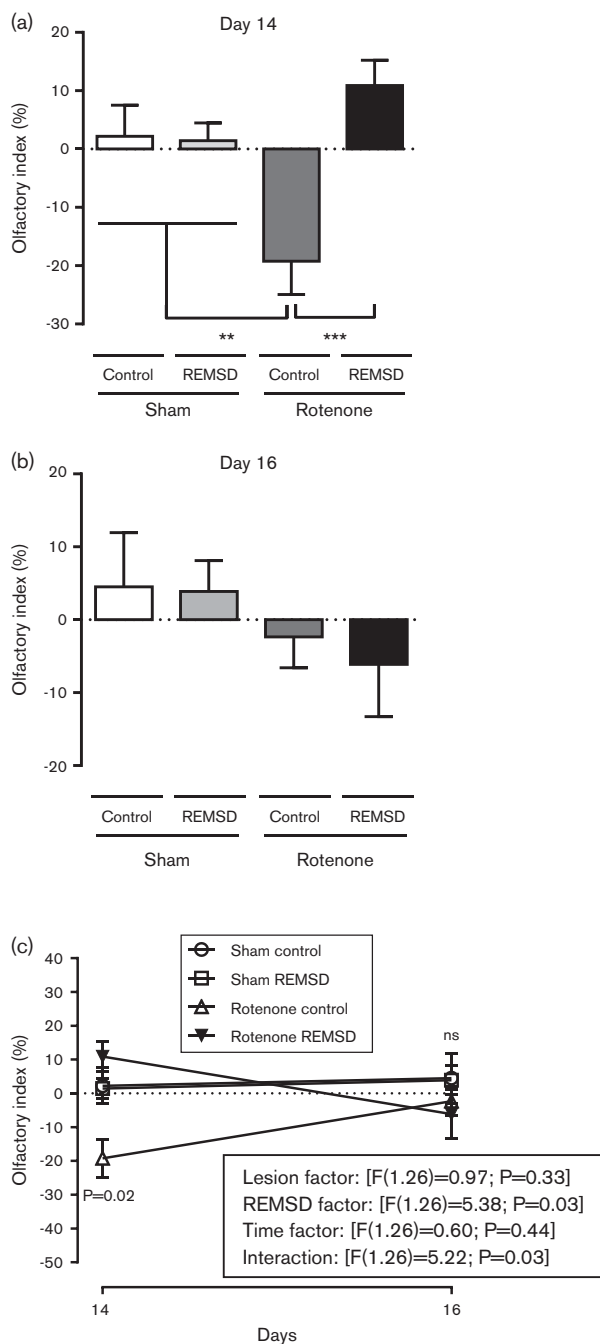 (a)
Day 14
Olfactory index (%)
20
10
0
-10
-20
-30
** ***
Control REMSD Control REMSD
Sham Rotenone
(b)
Day 16
Olfactory index (%)
20
10
0
-10
-20
Control REMSD Control REMSD
Sham Rotenone
(c)
Olfactory index (%)
40
30
20
10
0
-10
-20
-30
-40
-50
Sham control
Sham REMSD
Rotenone control
Rotenone REMSD
ns
P=0.02
Lesion factor: [F(1.26)=0.97; P=0.33]
REMSD factor: [F(1.26)=5.38; P=0.03]
Time factor: [F(1.26)=0.60; P=0.44]
Interaction: [F(1.26)=5.22; P=0.03]
14 16
Days